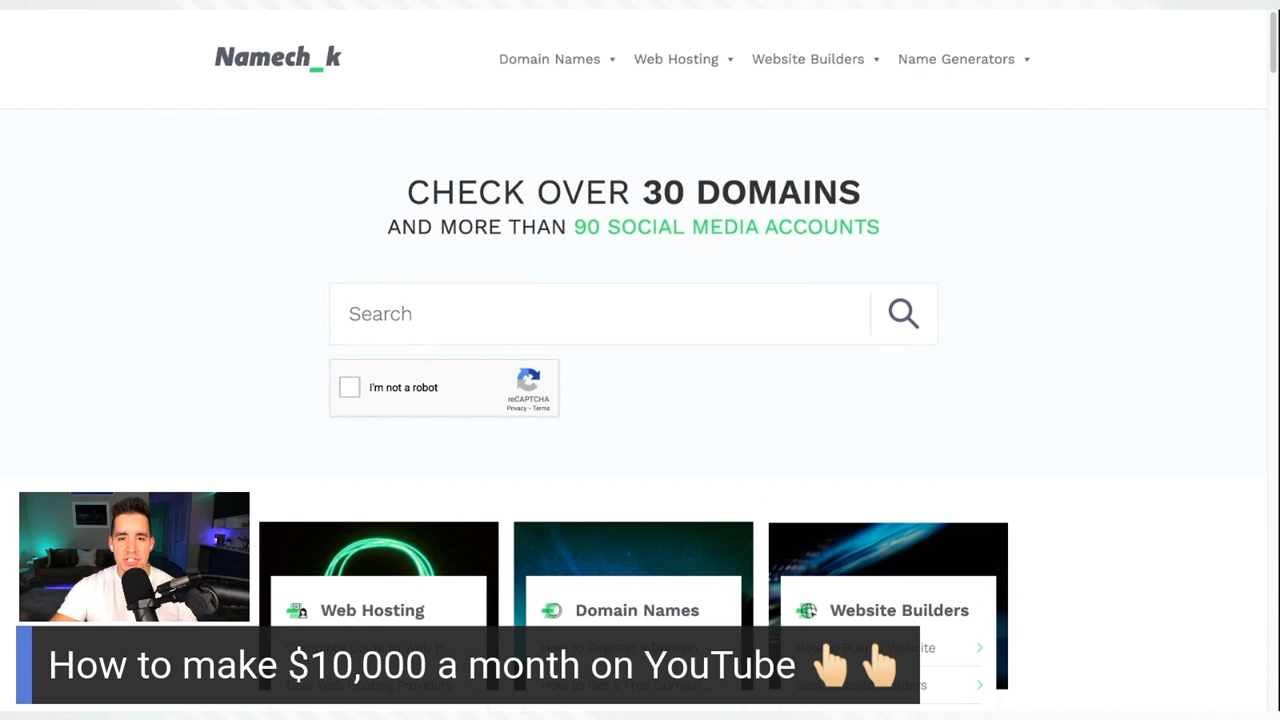 Namech_k
Domain Names
Web Hosting
Website Builders
Name Generators
CHECK OVER 30 DOMAINS
AND MORE THAN 90 SOCIAL MEDIA ACCOUNTS
Search
I'm not a robot
reCAPTCHA
Privacy - Terms
Web Hosting
Domain Names
Website Builders
How to make $10,000 a month on YouTube 👆🏼👆🏼